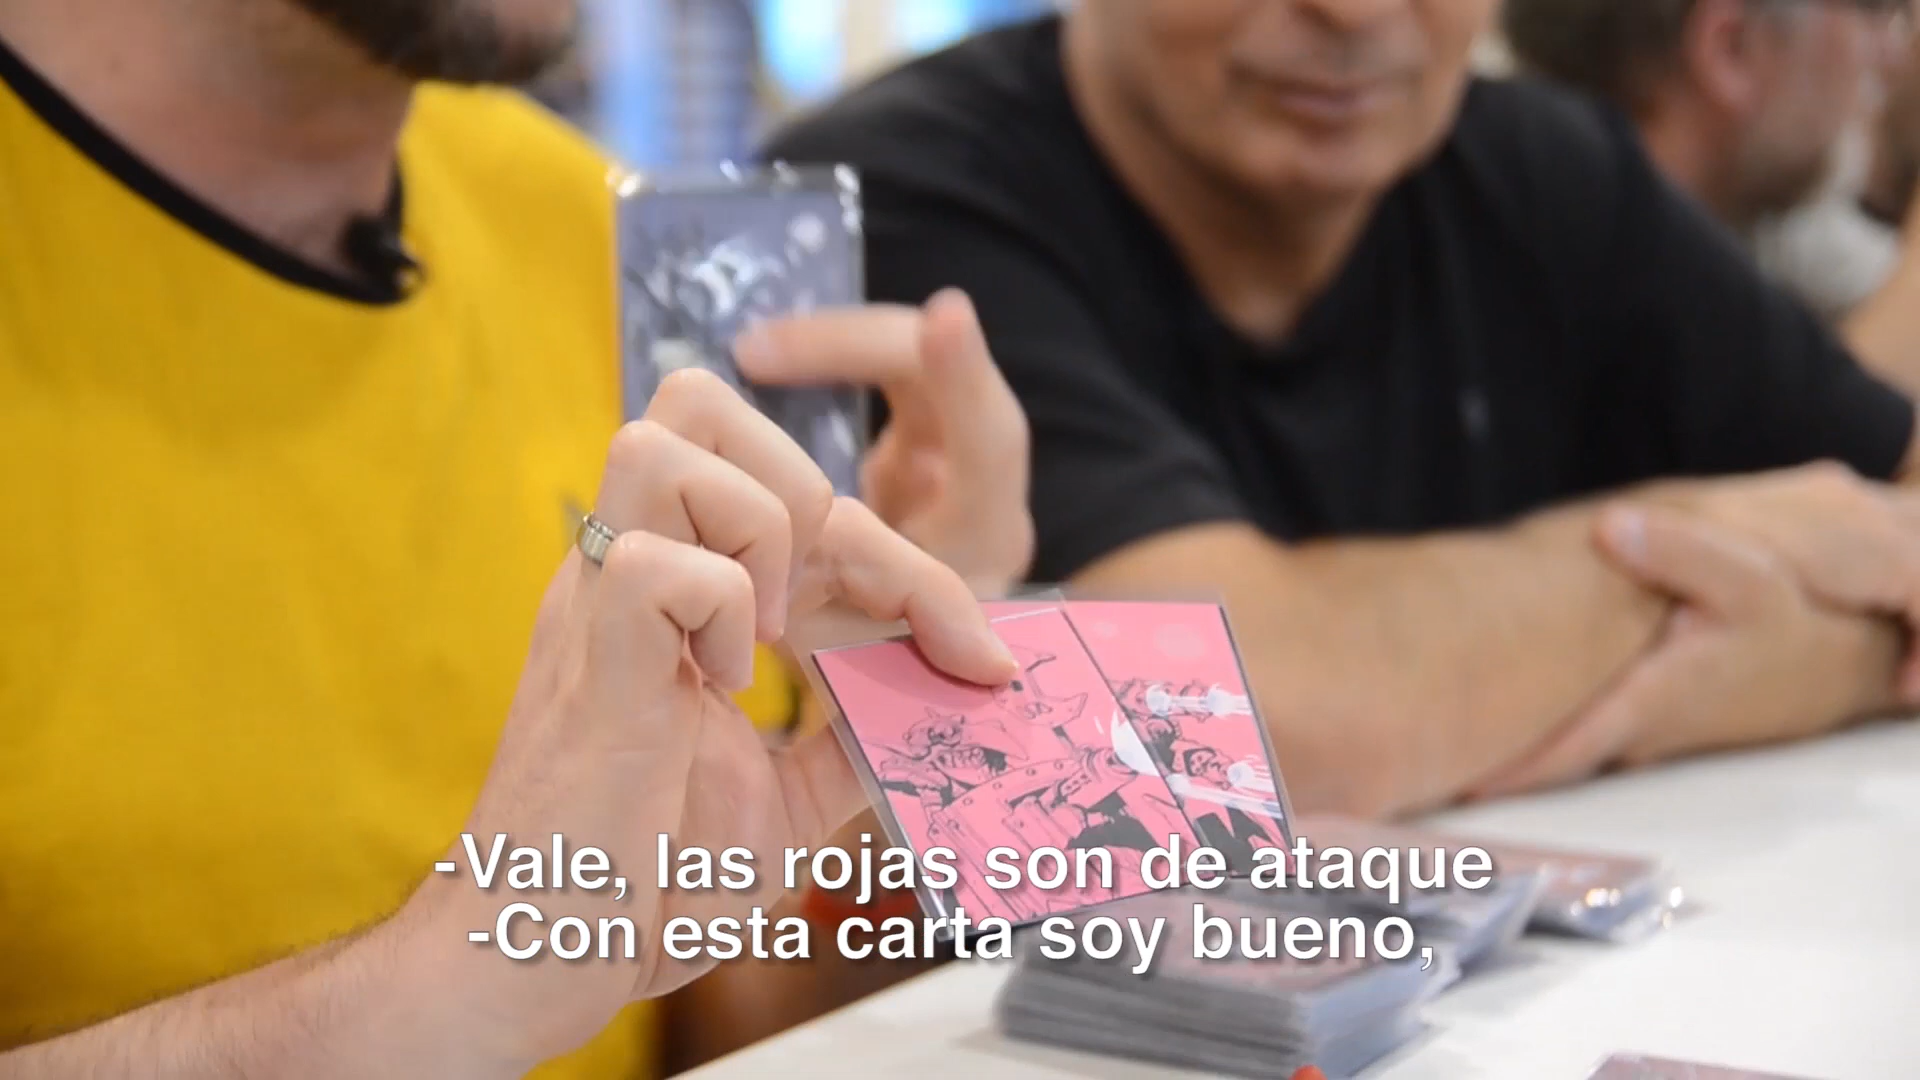 -Vale, las rojas son de ataque
-Con esta carta soy bueno,